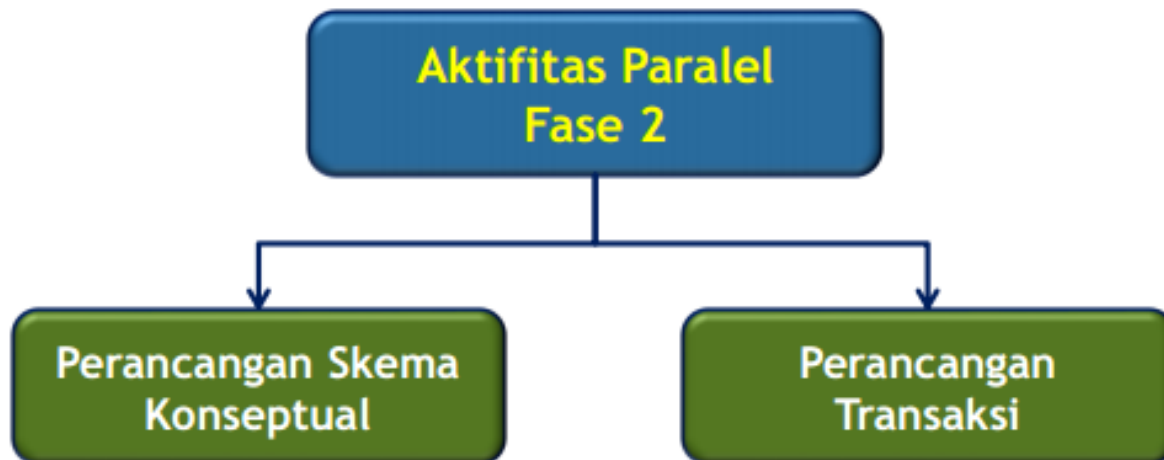 Aktifitas Paralel
Fase 2
Perancangan Skema
Konseptual
Perancangan
Transaksi